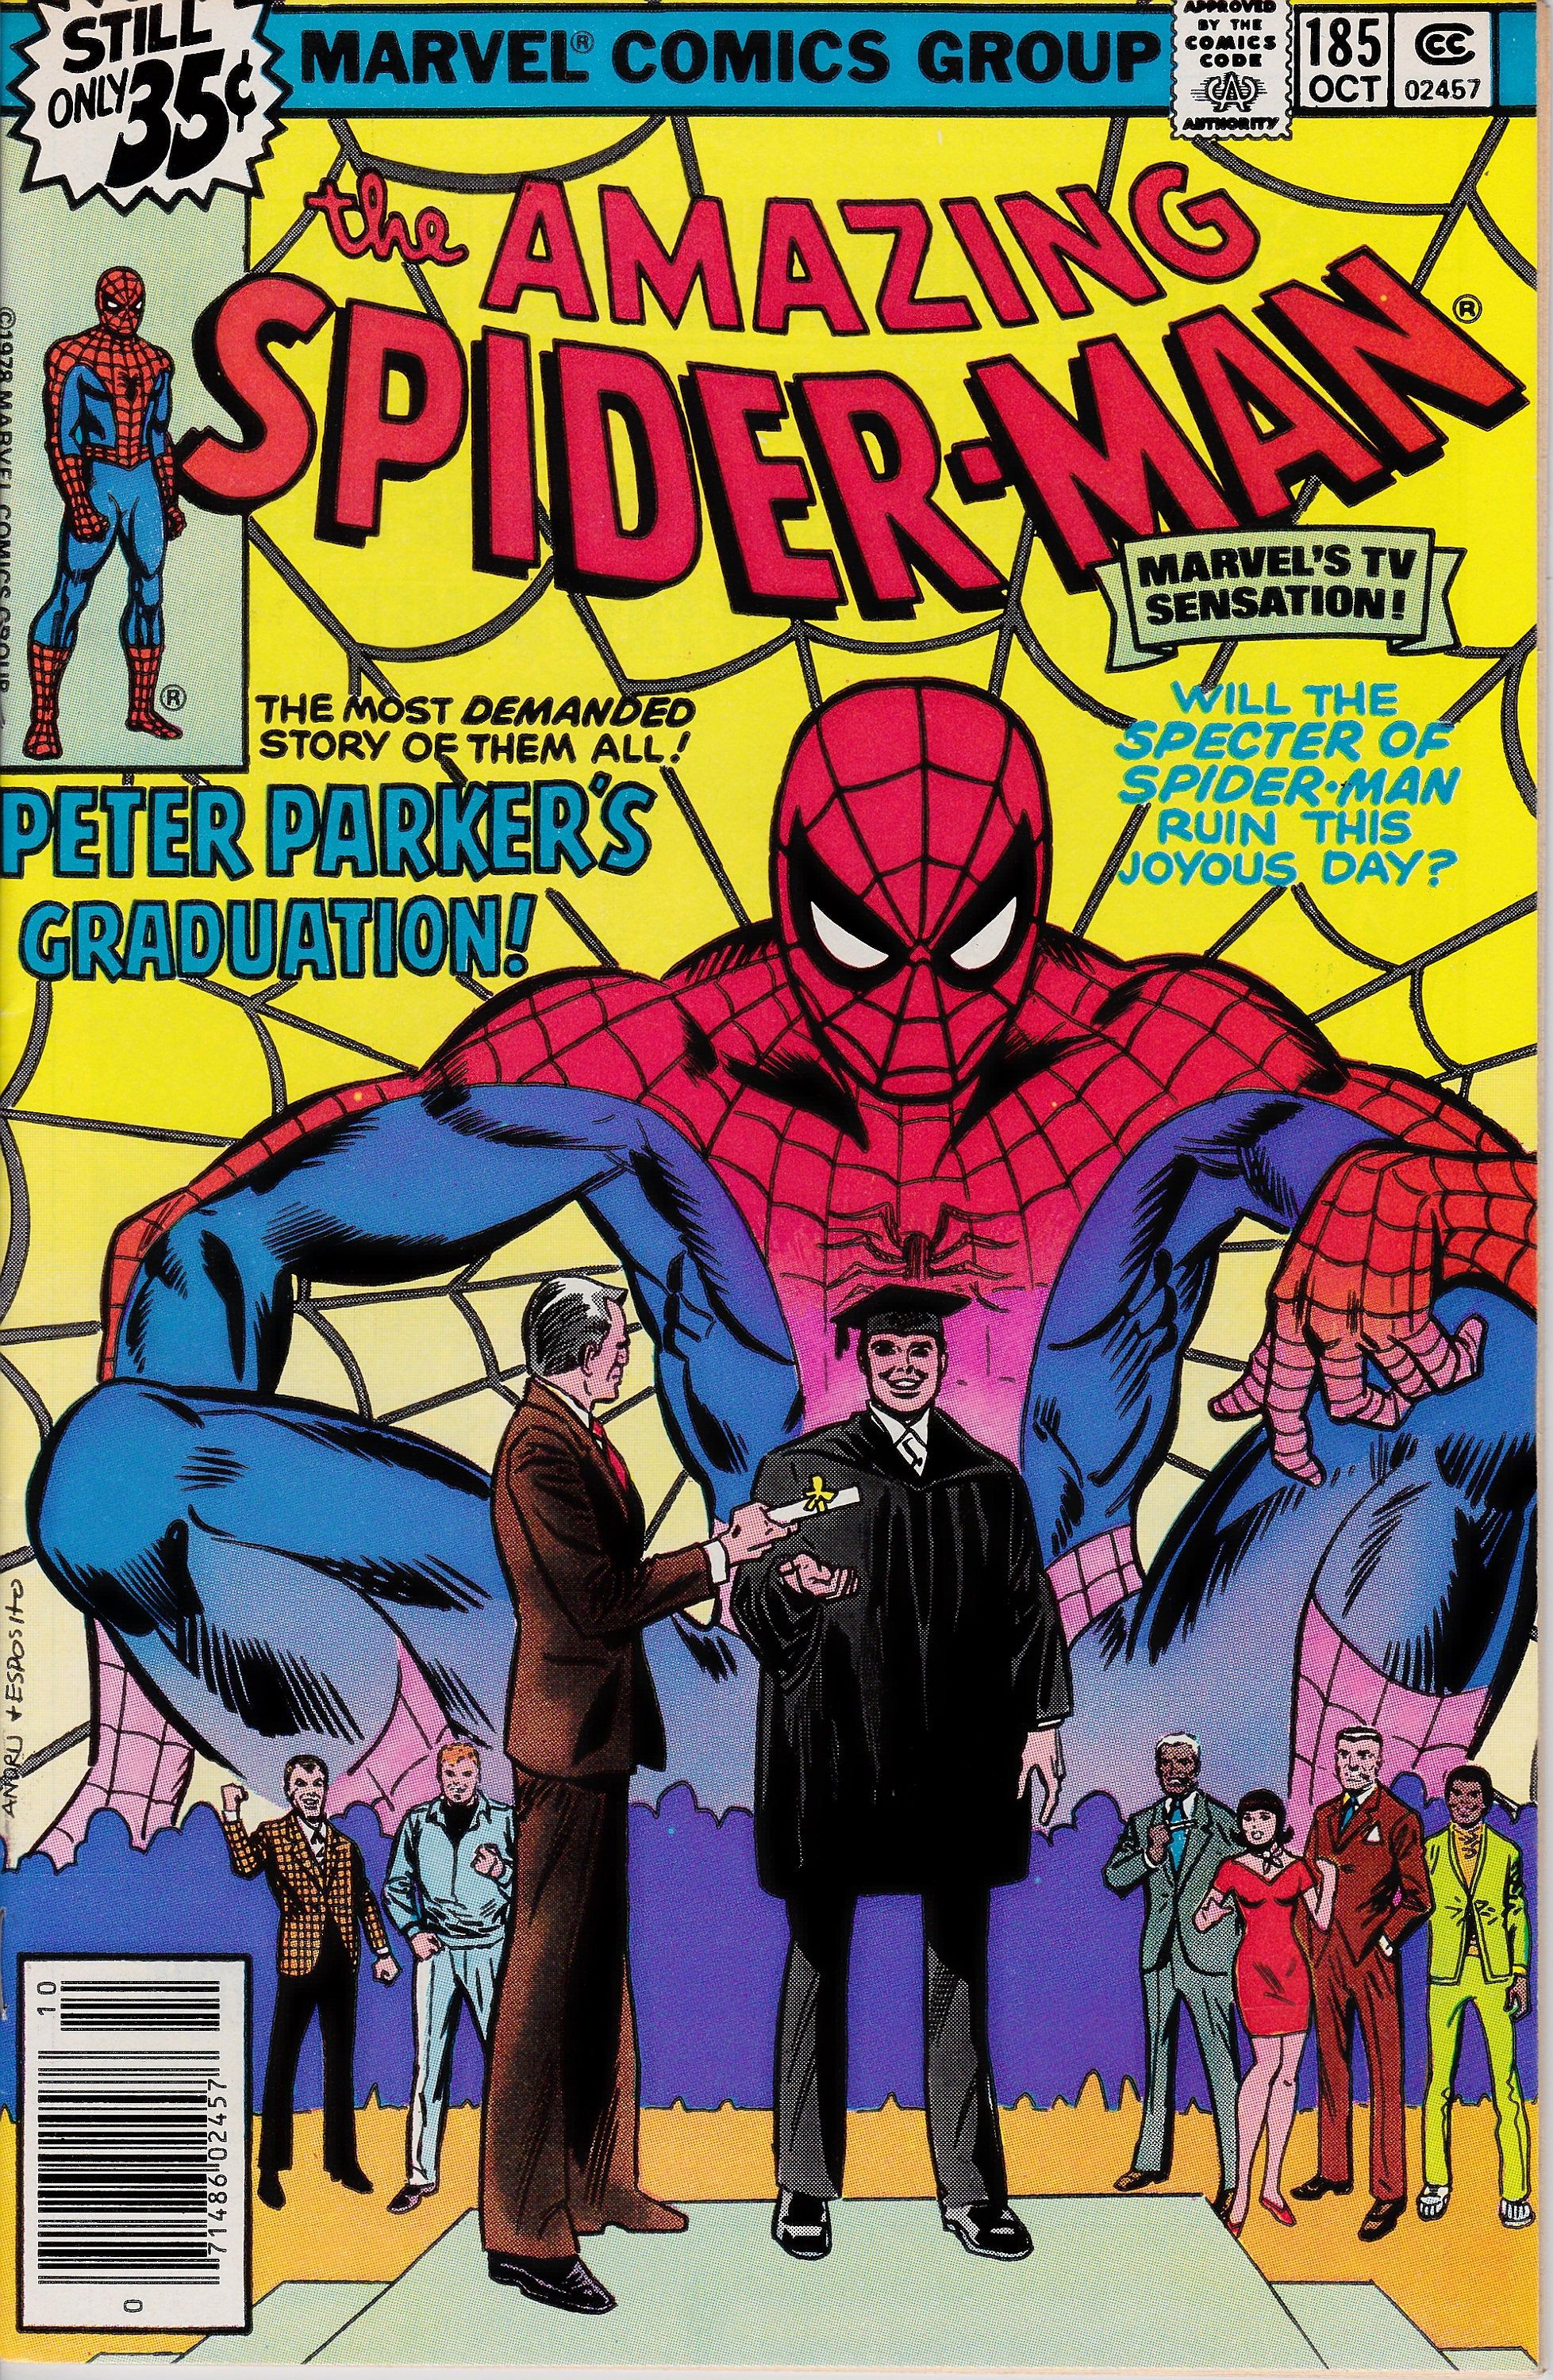 STILL
ONLY 35¢
MARVEL® COMICS GROUP
APPROVED
BY THE
COMICS
CODE
CA
AUTHORITY
185
OCT
CC
02457
the AMAZING
SPIDER-MAN
®
MARVEL'S TV
SENSATION!
©1978 MARVEL COMICS GROUP
®
THE MOST DEMANDED
STORY OF THEM ALL!
PETER PARKER'S
GRADUATION!
WILL THE
SPECTER OF
SPIDER-MAN
RUIN THIS
JOYOUS DAY?
ANDRU + ESPOSITO
10
71486 02457
0